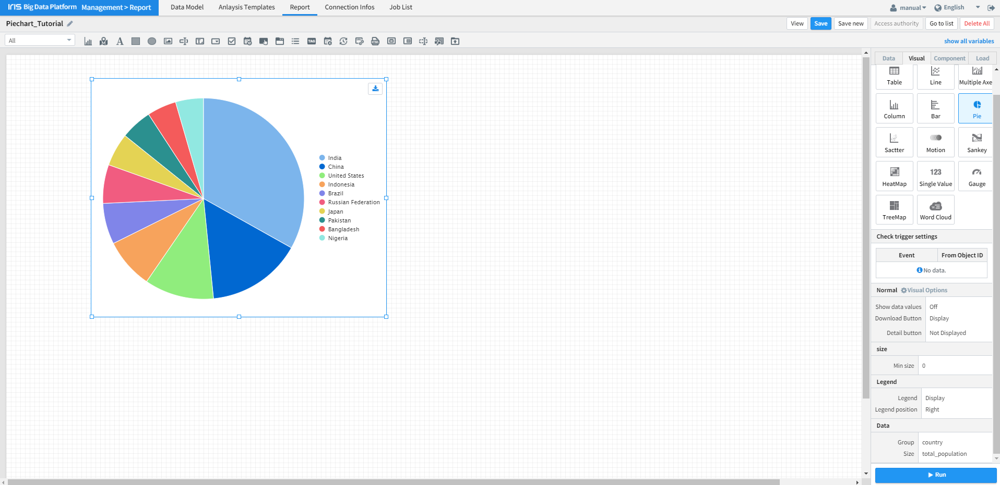 IRIS Big Data Platform Management > Report Data Model Anlaysis Templates Report Connection Infos Job List manual English
Piechart_Tutorial View Save Save new Access authority Go to list Delete All
All A T TAG HTML show all variables
Data Visual Component Load
Table Line Multiple Axe
Column Bar Pie
Sactter Motion Sankey
123
HeatMap Single Value Gauge
W
TreeMap Word Cloud
India
China
United States
Indonesia
Brazil
Russian Federation
Japan
Pakistan
Bangladesh
Nigeria
Check trigger settings
Event From Object ID
No data.
Normal Visual Options
Show data values Off
Download Button Display
Detail button Not Displayed
size
Min size 0
Legend
Legend Display
Legend position Right
Data
Group country
Size total_population
Run